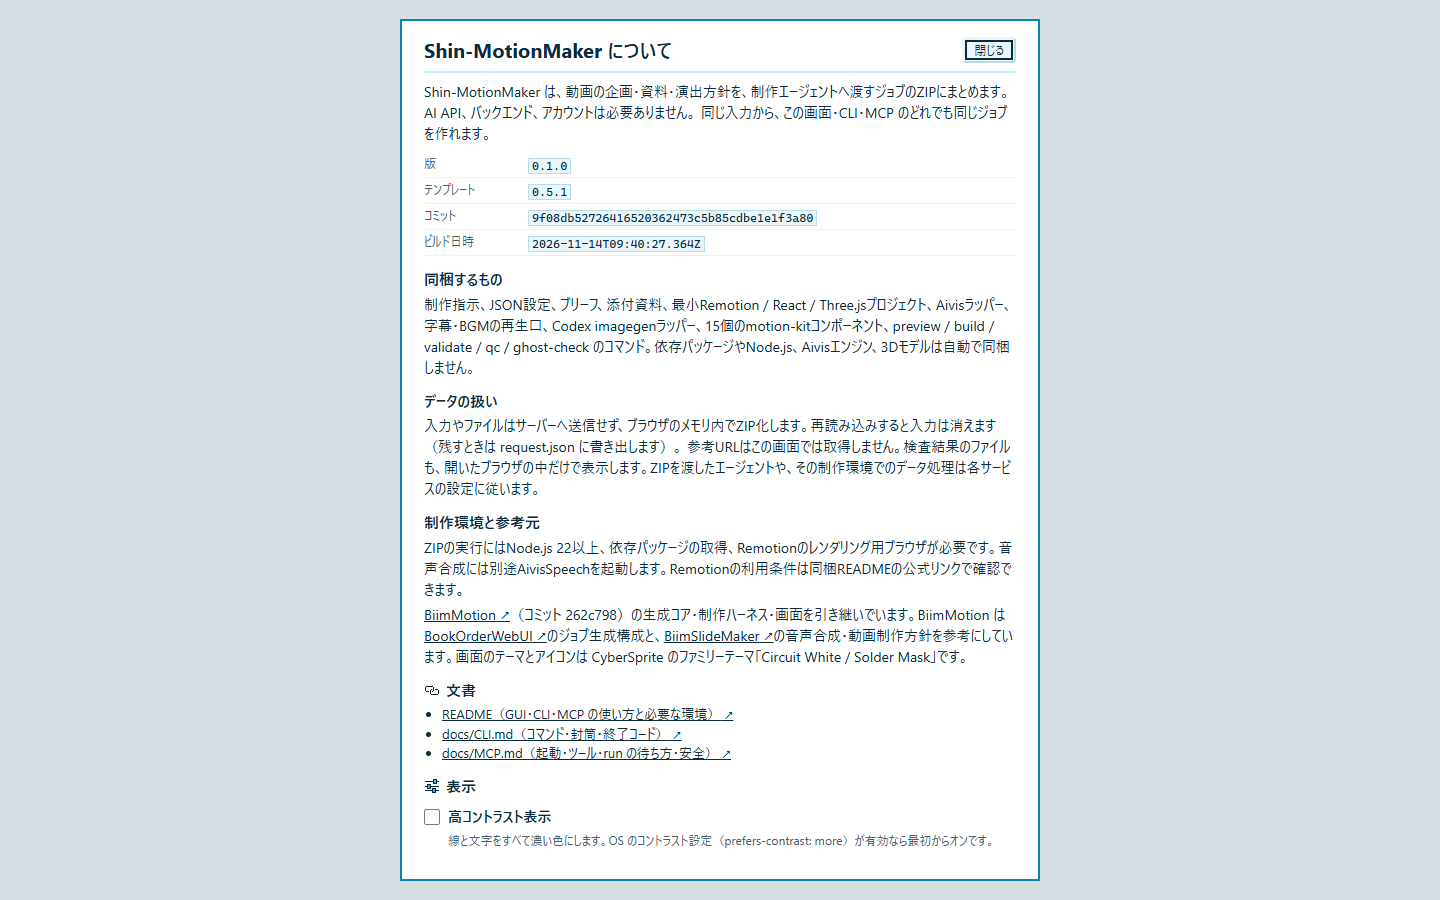 Shin-MotionMaker について
閉じる
Shin-MotionMaker は、動画の企画・資料・演出方針を、制作エージェントへ渡すジョブのZIPにまとめます。
AI API、バックエンド、アカウントは必要ありません。同じ入力から、この画面・CLI・MCP のどれでも同じジョブ
を作れます。
版 0.1.0
テンプレート 0.5.1
コミット 9f08db52726416520362473c5b85cdbe1e1f3a80
ビルド日時 2026-11-14T09:40:27.364Z
同梱するもの
制作指示、JSON設定、ブリーフ、添付資料、最小Remotion / React / Three.jsプロジェクト、Aivisラッパー、
字幕・BGMの再生口、Codex imagegenラッパー、15個のmotion-kitコンポーネント、preview / build /
validate / qc / ghost-check のコマンド。依存パッケージやNode.js、Aivisエンジン、3Dモデルは自動で同梱
しません。
データの扱い
入力やファイルはサーバーへ送信せず、ブラウザのメモリ内でZIP化します。再読み込みすると入力は消えます
（残すときは request.json に書き出します）。参考URLはこの画面では取得しません。検査結果のファイル
も、開いたブラウザの中だけで表示します。ZIPを渡したエージェントや、その制作環境でのデータ処理は各サービ
スの設定に従います。
制作環境と参考元
ZIPの実行にはNode.js 22以上、依存パッケージの取得、Remotionのレンダリング用ブラウザが必要です。音
声合成には別途AivisSpeechを起動します。Remotionの利用条件は同梱READMEの公式リンクで確認で
きます。
BiimMotion ↗（コミット 262c798）の生成コア・制作ハーネス・画面を引き継いでいます。BiimMotion は
BookOrderWebUI ↗のジョブ生成構成と、BiimSlideMaker ↗の音声合成・動画制作方針を参考にしてい
ます。画面のテーマとアイコンは CyberSprite のファミリーテーマ「Circuit White / Solder Mask」です。
文書
README（GUI・CLI・MCP の使い方と必要な環境） ↗
docs/CLI.md（コマンド・封筒・終了コード） ↗
docs/MCP.md（起動・ツール・run の待ち方・安全） ↗
表示
高コントラスト表示
線と文字をすべて濃い色にします。OS のコントラスト設定（prefers-contrast: more）が有効なら最初からオンです。